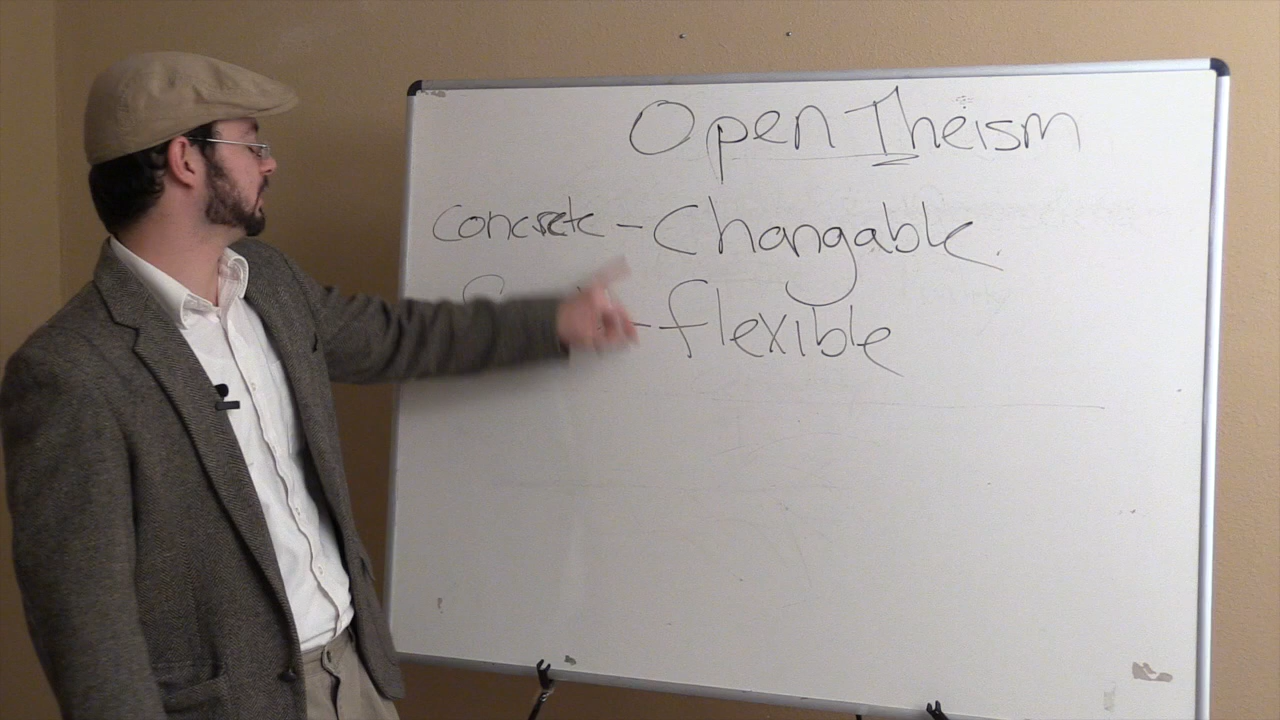 Open Theism
Concrete - Changable.
- flexible